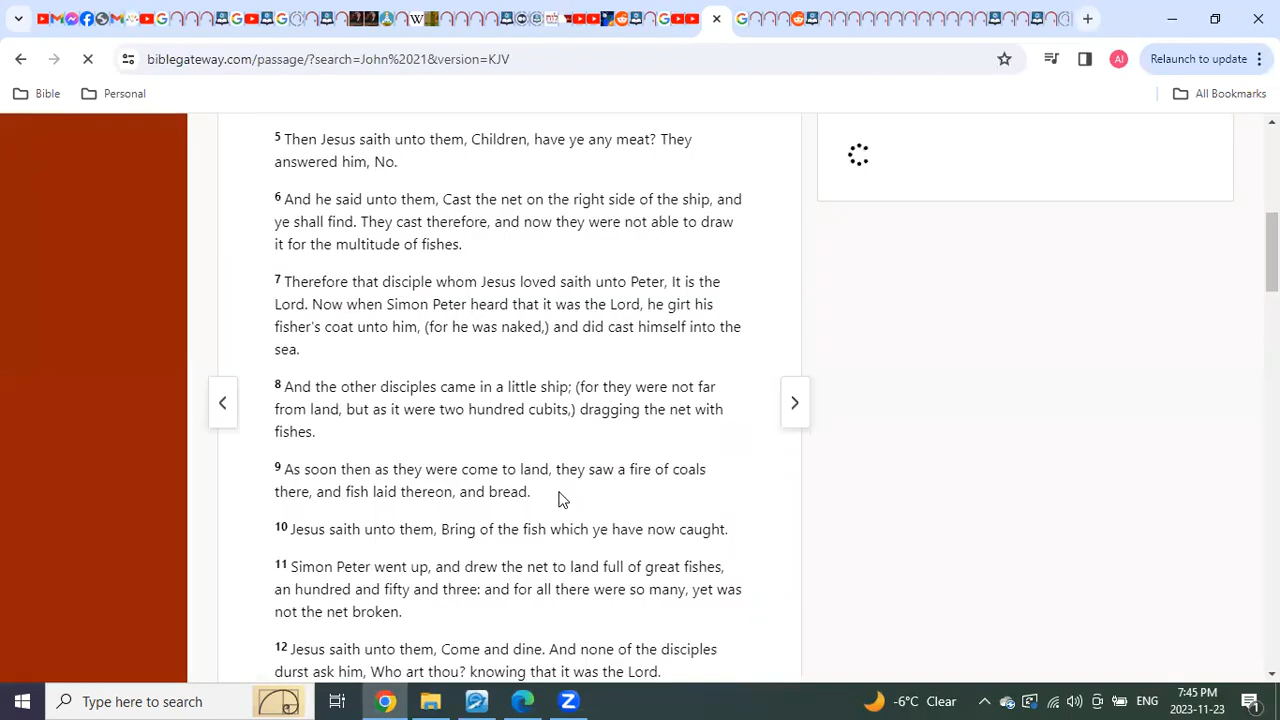 biblegateway.com/passage/?search=John%2021&version=KJV
AI
Relaunch to update
Bible
Personal
All Bookmarks
5 Then Jesus saith unto them, Children, have ye any meat? They
answered him, No.
6 And he said unto them, Cast the net on the right side of the ship, and
ye shall find. They cast therefore, and now they were not able to draw
it for the multitude of fishes.
7 Therefore that disciple whom Jesus loved saith unto Peter, It is the
Lord. Now when Simon Peter heard that it was the Lord, he girt his
fisher's coat unto him, (for he was naked,) and did cast himself into the
sea.
8 And the other disciples came in a little ship; (for they were not far
from land, but as it were two hundred cubits,) dragging the net with
fishes.
9 As soon then as they were come to land, they saw a fire of coals
there, and fish laid thereon, and bread.
10 Jesus saith unto them, Bring of the fish which ye have now caught.
11 Simon Peter went up, and drew the net to land full of great fishes,
an hundred and fifty and three: and for all there were so many, yet was
not the net broken.
12 Jesus saith unto them, Come and dine. And none of the disciples
durst ask him, Who art thou? knowing that it was the Lord.
Type here to search
-6°C Clear
ENG
7:45 PM
2023-11-23